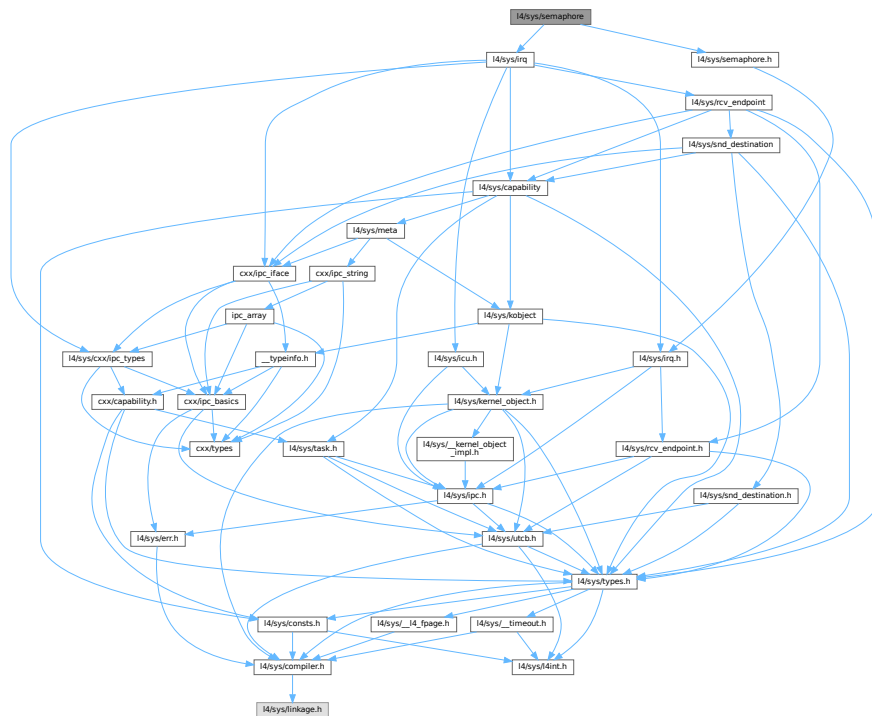 l4/sys/semaphore
l4/sys/irq
l4/sys/semaphore.h
l4/sys/rcv_endpoint
l4/sys/snd_destination
l4/sys/capability
l4/sys/meta
cxx/ipc_iface
cxx/ipc_string
ipc_array
l4/sys/kobject
l4/sys/cxx/ipc_types
__typeinfo.h
l4/sys/icu.h
l4/sys/irq.h
cxx/capability.h
cxx/ipc_basics
l4/sys/kernel_object.h
cxx/types
l4/sys/task.h
l4/sys/__kernel_object
_impl.h
l4/sys/rcv_endpoint.h
l4/sys/ipc.h
l4/sys/snd_destination.h
l4/sys/err.h
l4/sys/utcb.h
l4/sys/types.h
l4/sys/consts.h
l4/sys/__l4_fpage.h
l4/sys/__timeout.h
l4/sys/compiler.h
l4/sys/l4int.h
l4/sys/linkage.h